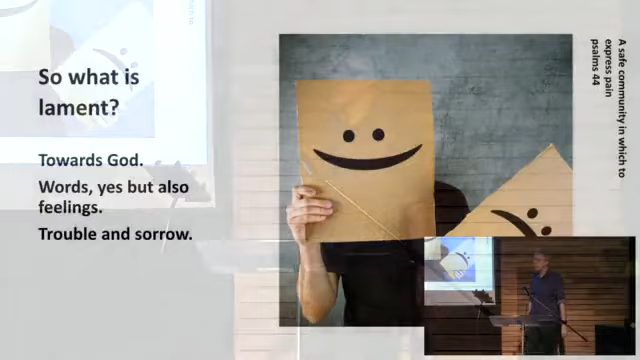 So what is
lament?
Towards God.
Words, yes but also
feelings.
Trouble and sorrow.
A safe community in which to
express pain
psalms 44